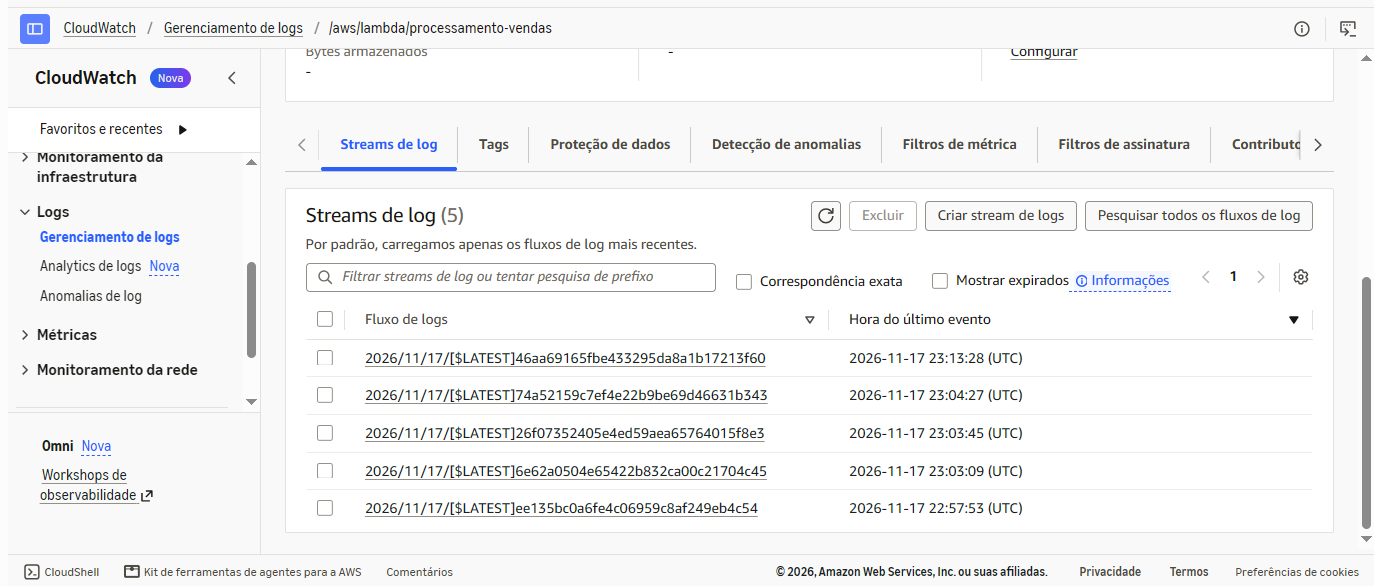 CloudWatch / Gerenciamento de logs / /aws/lambda/processamento-vendas
CloudWatch Nova
Favoritos e recentes
Monitoramento da
infraestrutura
Logs
Gerenciamento de logs
Analytics de logs Nova
Anomalias de log
Métricas
Monitoramento da rede
Omni Nova
Workshops de
observabilidade
Bytes armazenados
-
-
Configurar
Streams de log Tags Proteção de dados Detecção de anomalias Filtros de métrica Filtros de assinatura Contributo
Streams de log (5)
Excluir Criar stream de logs Pesquisar todos os fluxos de log
Por padrão, carregamos apenas os fluxos de log mais recentes.
Filtrar streams de log ou tentar pesquisa de prefixo Correspondência exata Mostrar expirados Informações 1
Fluxo de logs Hora do último evento
2026/11/17/[$LATEST]46aa69165fbe433295da8a1b17213f60 2026-11-17 23:13:28 (UTC)
2026/11/17/[$LATEST]74a52159c7ef4e22b9be69d46631b343 2026-11-17 23:04:27 (UTC)
2026/11/17/[$LATEST]26f07352405e4ed59aea65764015f8e3 2026-11-17 23:03:45 (UTC)
2026/11/17/[$LATEST]6e62a0504e65422b832ca00c21704c45 2026-11-17 23:03:09 (UTC)
2026/11/17/[$LATEST]ee135bc0a6fe4c06959c8af249eb4c54 2026-11-17 22:57:53 (UTC)
CloudShell Kit de ferramentas de agentes para a AWS Comentários © 2026, Amazon Web Services, Inc. ou suas afiliadas. Privacidade Termos Preferências de cookies